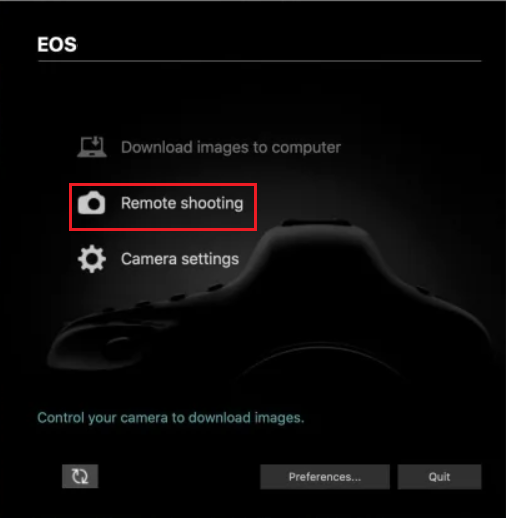 EOS
Download images to computer
Remote shooting
Camera settings
Control your camera to download images.
Preferences...
Quit